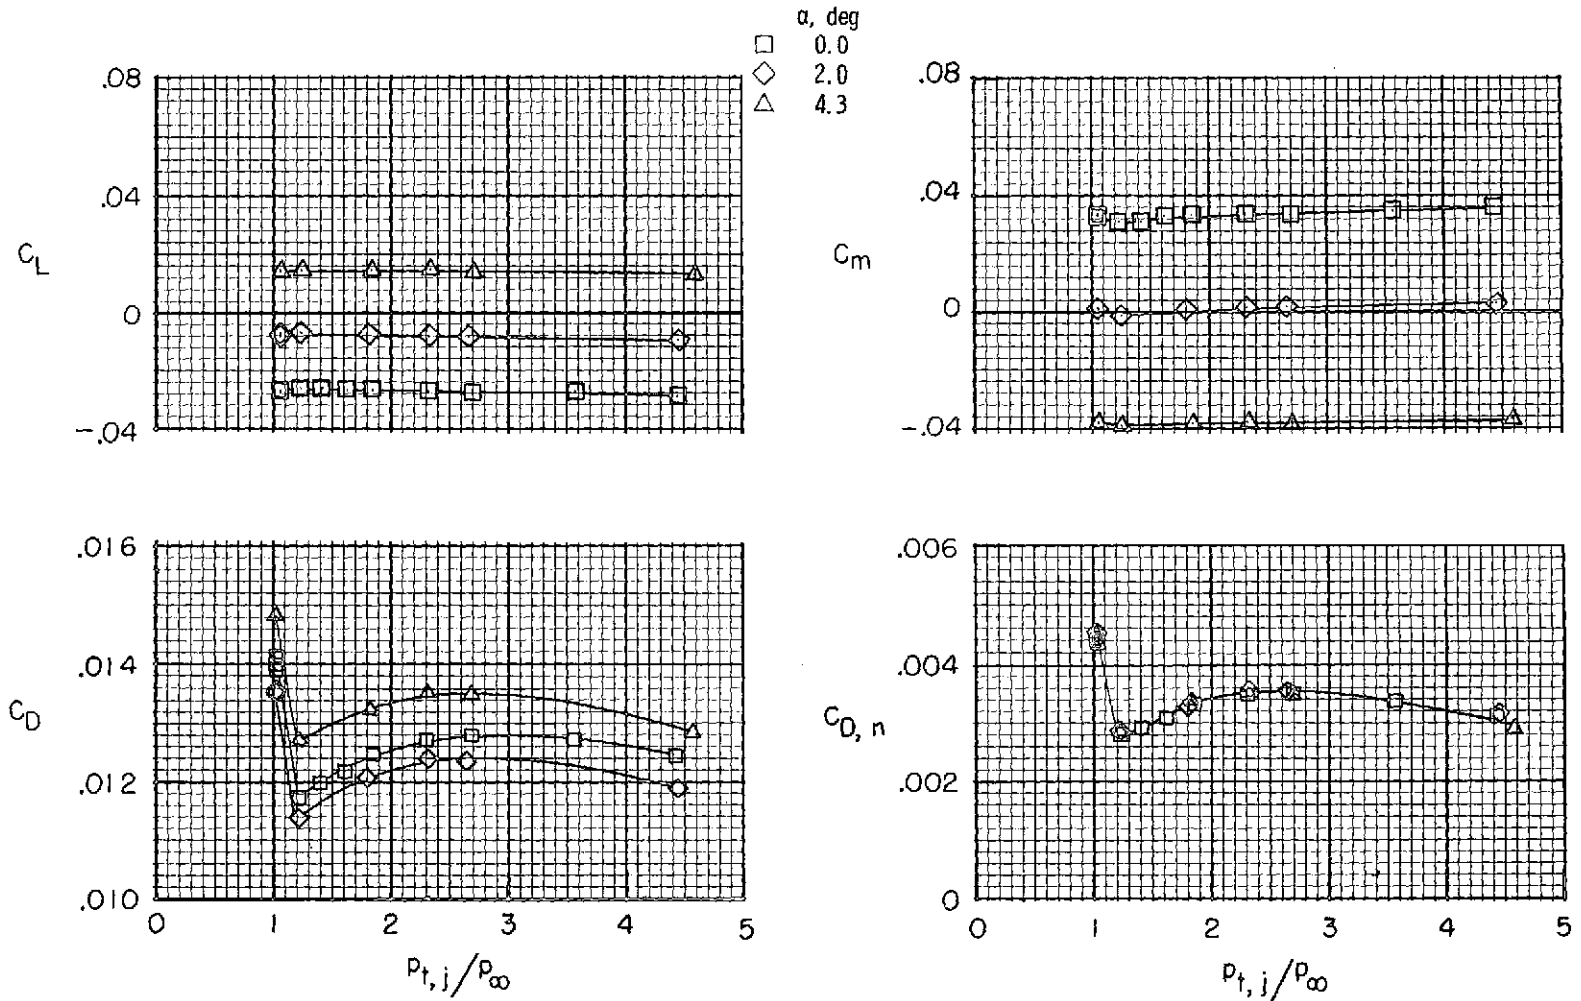 α, deg
0.0
2.0
4.3
.08
.04
0
-.04
C_L
.08
.04
0
-.04
C_m
.016
.014
.012
.010
C_D
0 1 2 3 4 5
p_t, j/p_∞
.006
.004
.002
0
C_D, n
0 1 2 3 4 5
p_t, j/p_∞